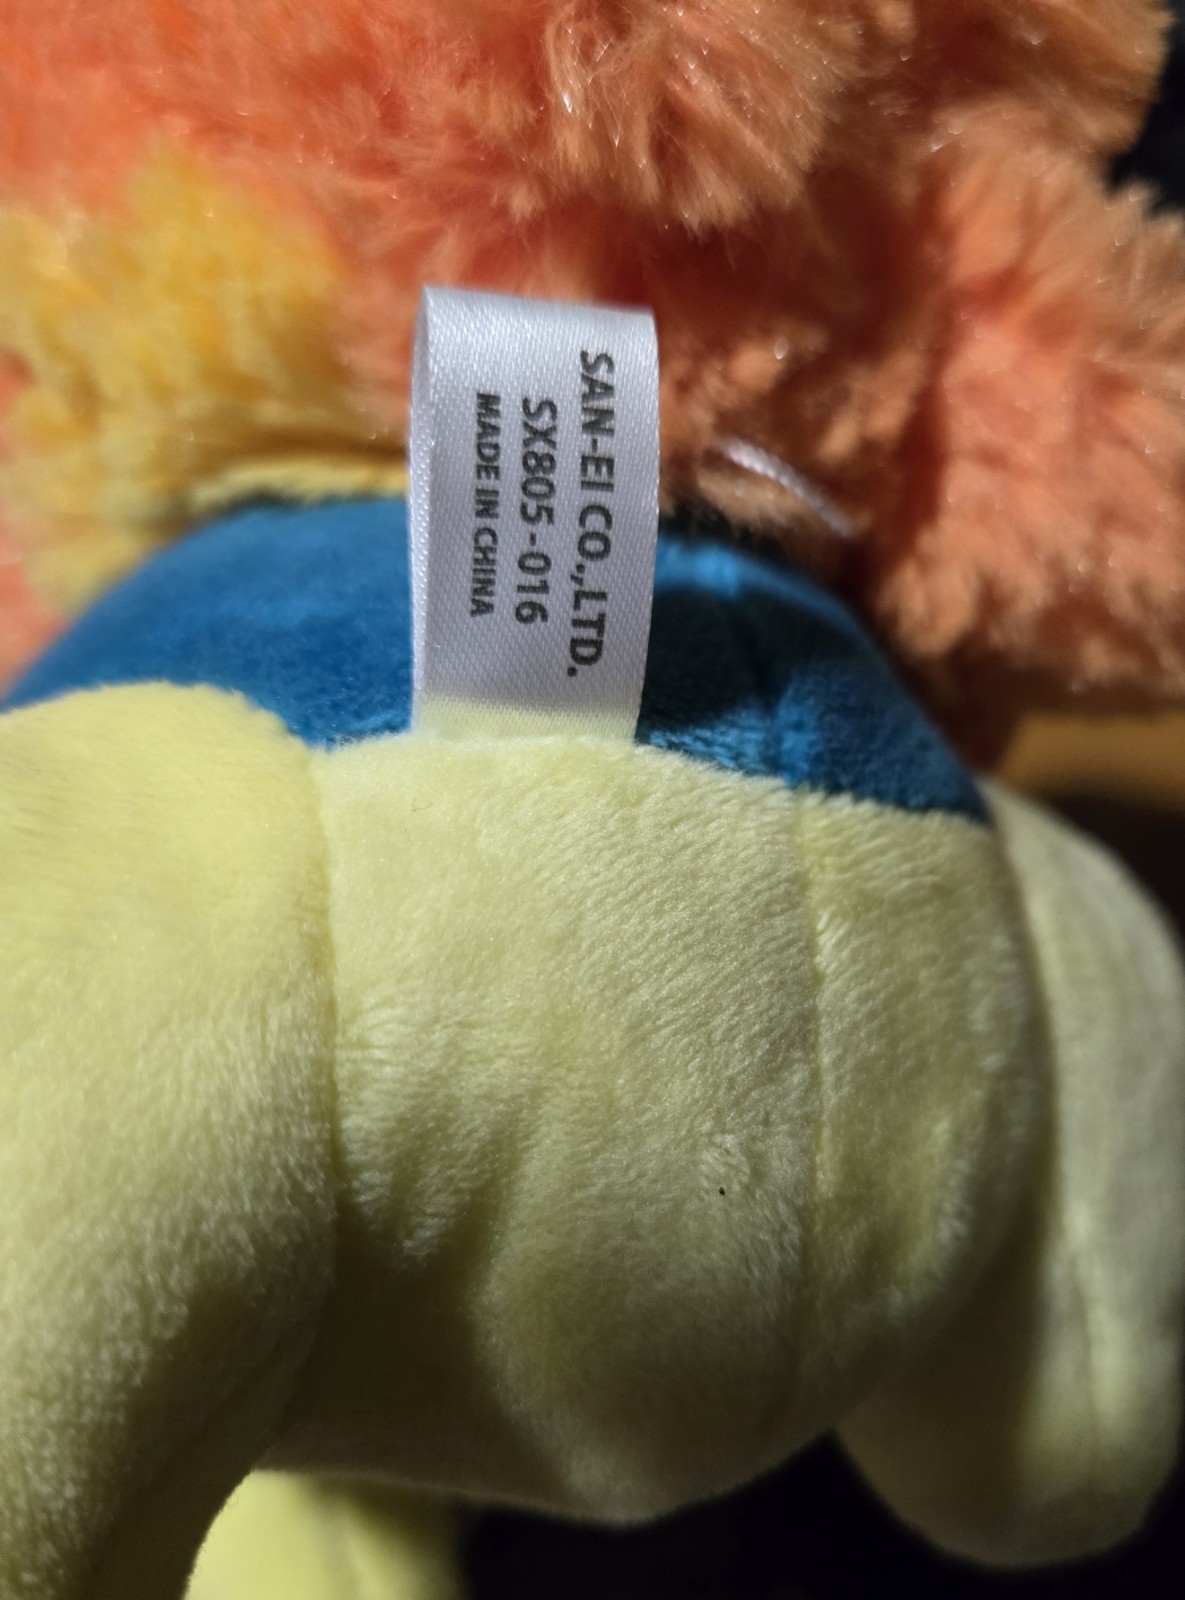 SAN-EI CO.,LTD.
SX805-016
MADE IN CHINA